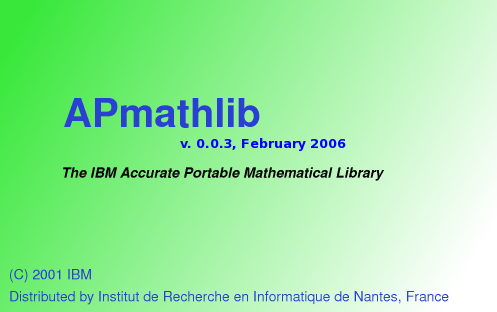 APmathlib
v. 0.0.3, February 2006
The IBM Accurate Portable Mathematical Library
(C) 2001 IBM
Distributed by Institut de Recherche en Informatique de Nantes, France